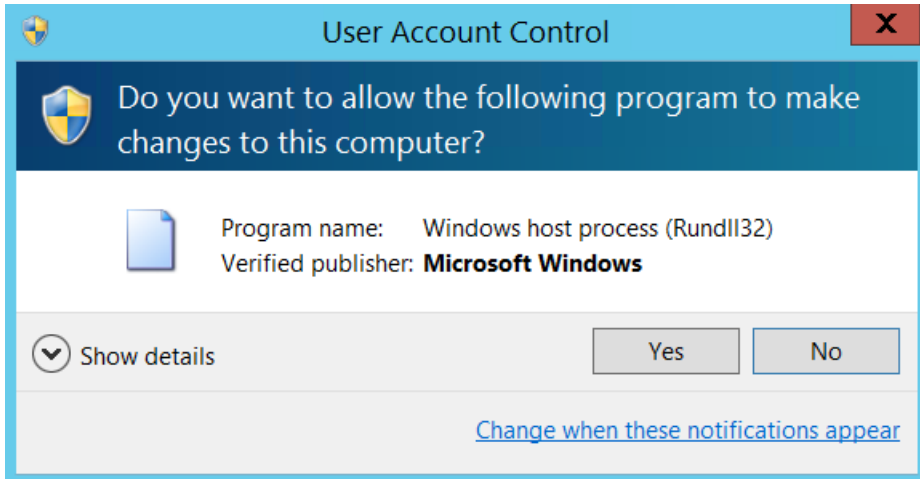 User Account Control
X
Do you want to allow the following program to make
changes to this computer?
Program name: Windows host process (Rundll32)
Verified publisher: Microsoft Windows
Show details
Yes
No
Change when these notifications appear